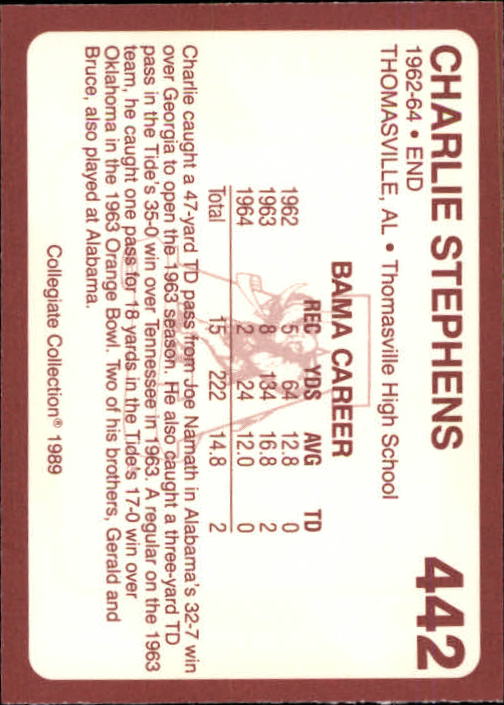 CHARLIE STEPHENS 442
1962-64 • END
THOMASVILLE, AL • Thomasville High School
BAMA CAREER
REC YDS AVG TD
1962 5 64 12.8 0
1963 8 134 16.8 2
1964 2 24 12.0 0
Total 15 222 14.8 2
Charlie caught a 47-yard TD pass from Joe Namath in Alabama's 32-7 win
over Georgia to open the 1963 season. He also caught a three-yard TD
pass in the Tide's 35-0 win over Tennessee in 1963. A regular on the 1963
team, he caught one pass for 18-yards in the Tide's 17-0 win over
Oklahoma in the 1963 Orange Bowl. Two of his brothers, Gerald and
Bruce, also played at Alabama.
Collegiate Collection® 1989